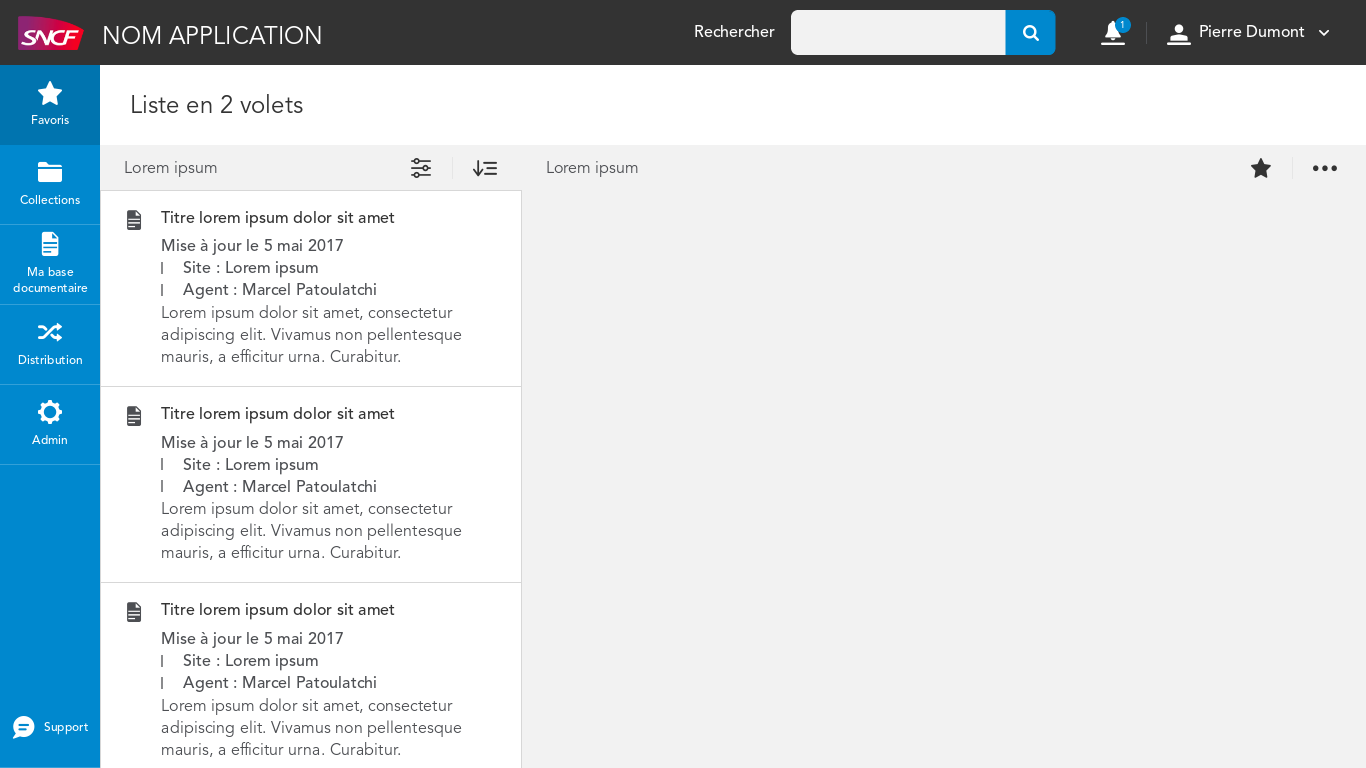 SNCF
NOM APPLICATION
Rechercher
1
Pierre Dumont
Favoris
Collections
Ma base
documentaire
Distribution
Admin
Support
Liste en 2 volets
Lorem ipsum
Titre lorem ipsum dolor sit amet
Mise à jour le 5 mai 2017
| Site : Lorem ipsum
| Agent : Marcel Patoulatchi
Lorem ipsum dolor sit amet, consectetur
adipiscing elit. Vivamus non pellentesque
mauris, a efficitur urna. Curabitur.
Titre lorem ipsum dolor sit amet
Mise à jour le 5 mai 2017
| Site : Lorem ipsum
| Agent : Marcel Patoulatchi
Lorem ipsum dolor sit amet, consectetur
adipiscing elit. Vivamus non pellentesque
mauris, a efficitur urna. Curabitur.
Titre lorem ipsum dolor sit amet
Mise à jour le 5 mai 2017
| Site : Lorem ipsum
| Agent : Marcel Patoulatchi
Lorem ipsum dolor sit amet, consectetur
adipiscing elit. Vivamus non pellentesque
mauris, a efficitur urna. Curabitur.
Lorem ipsum